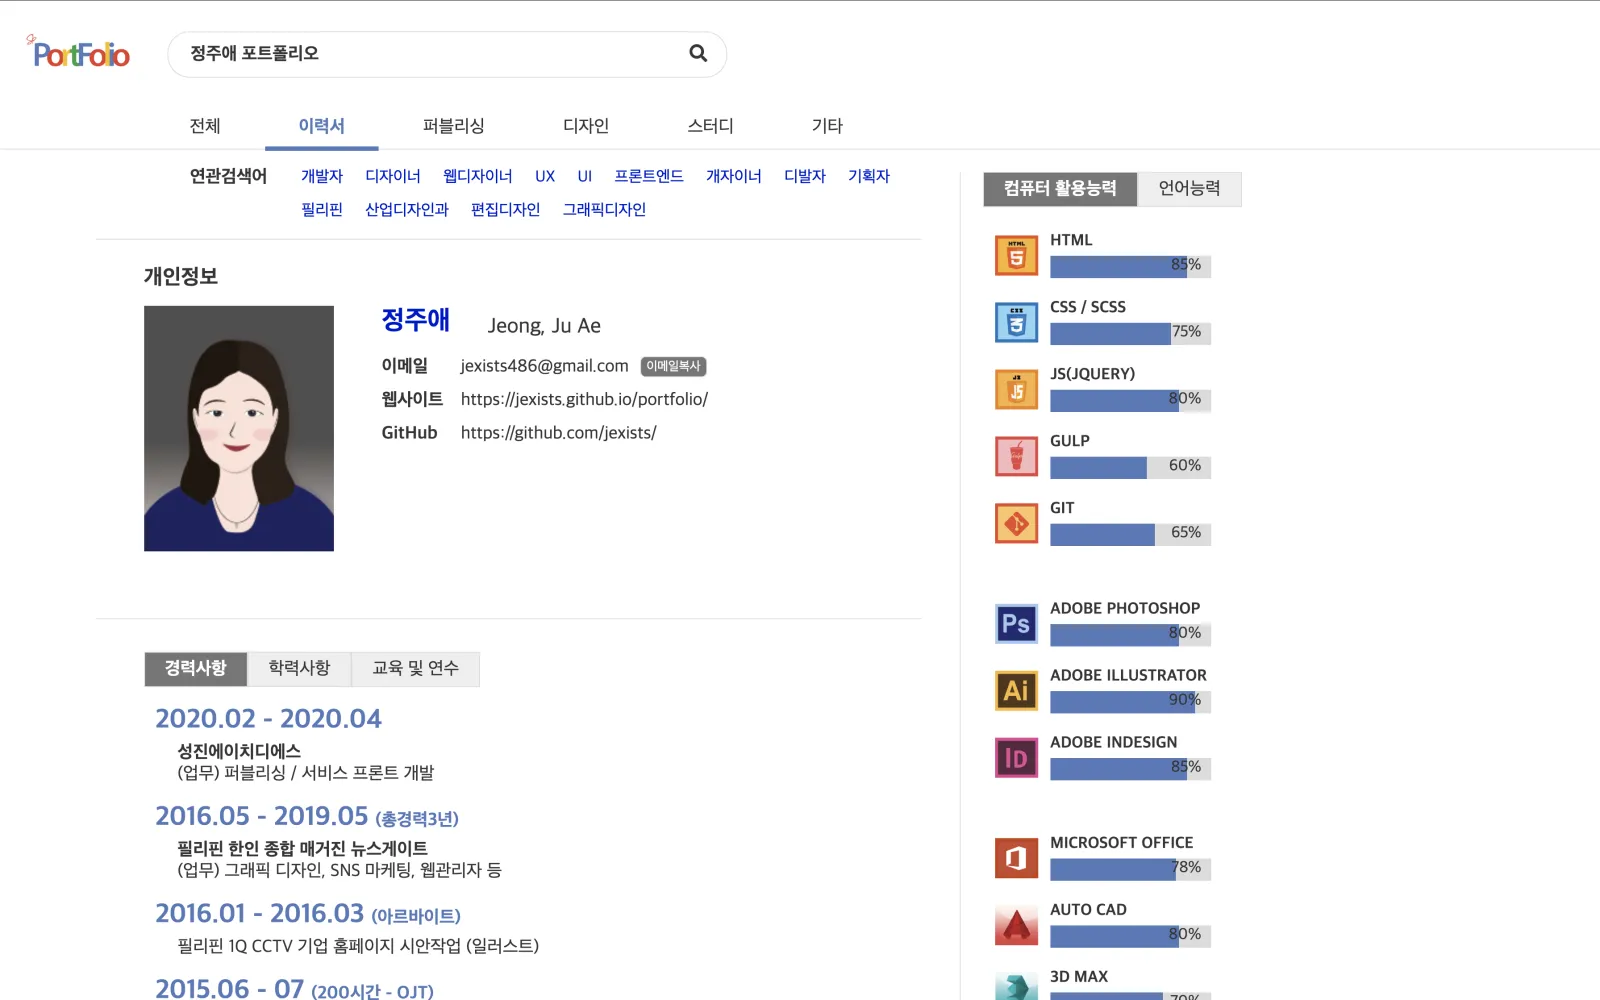 PortFolio
정주애 포트폴리오
전체 이력서 퍼블리싱 디자인 스터디 기타
연관검색어 개발자 디자이너 웹디자이너 UX UI 프론트엔드 개자이너 디발자 기획자
필리핀 산업디자인과 편집디자인 그래픽디자인
개인정보
정주애 Jeong, Ju Ae
이메일 jexists486@gmail.com 이메일복사
웹사이트 https://jexists.github.io/portfolio/
GitHub https://github.com/jexists/
경력사항 학력사항 교육 및 연수
2020.02 - 2020.04
성진에이치디에스
(업무) 퍼블리싱 / 서비스 프론트 개발
2016.05 - 2019.05 (총경력3년)
필리핀 한인 종합 매거진 뉴스게이트
(업무) 그래픽 디자인, SNS 마케팅, 웹관리자 등
2016.01 - 2016.03 (아르바이트)
필리핀 1Q CCTV 기업 홈페이지 시안작업 (일러스트)
2015.06 - 07 (200시간 - OJT)
컴퓨터 활용능력 언어능력
HTML
HTML
5
85%
CSS / SCSS
CSS
3
75%
JS(JQUERY)
JS
JS
80%
GULP
60%
GIT
65%
ADOBE PHOTOSHOP
Ps
80%
ADOBE ILLUSTRATOR
Ai
90%
ADOBE INDESIGN
ID
85%
MICROSOFT OFFICE
78%
AUTO CAD
80%
3D MAX
70%